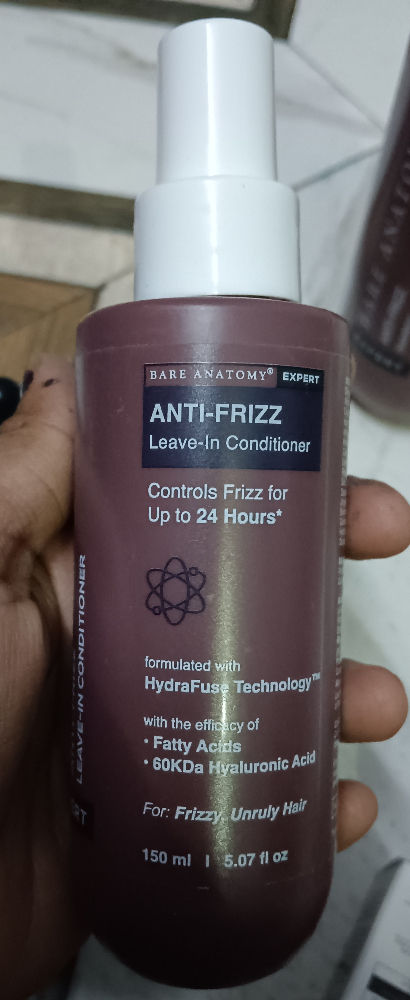 BARE ANATOMY® EXPERT
ANTI-FRIZZ
Leave-In Conditioner
Controls Frizz for
Up to 24 Hours*
formulated with
HydraFuse Technology™
with the efficacy of
• Fatty Acids
• 60KDa Hyaluronic Acid
For: Frizzy, Unruly Hair
150 ml | 5.07 fl oz
LEAVE-IN CONDITIONER
BARE ANATOMY